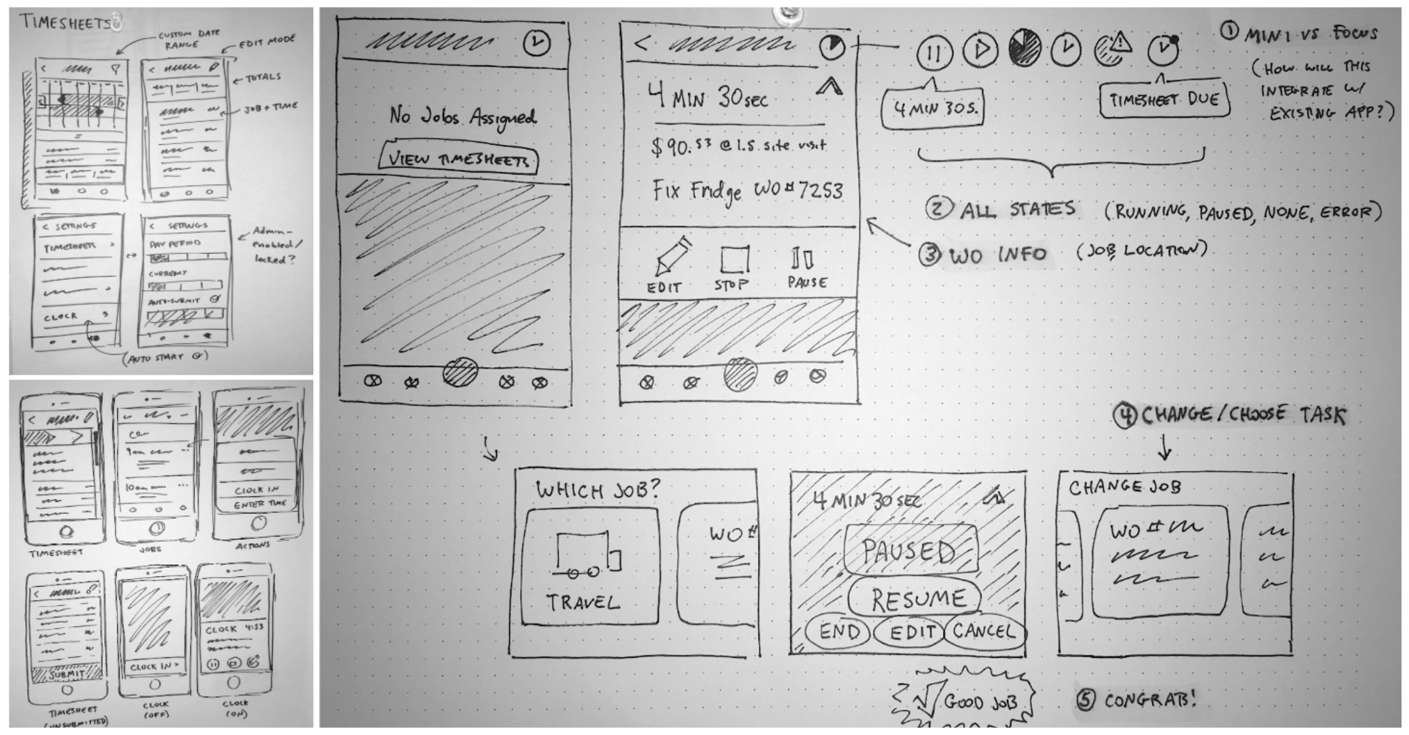 TIMESHEETS
CUSTOM DATE
RANGE
EDIT MODE
TOTALS
JOB + TIME
< SETTINGS
TIMESHEETS >
CLOCK
(AUTO START
< SETTINGS
PAY PERIOD
CURRENCY
AUTO-SUBMIT
Admin-
enabled/
locked?
TIMESHEET
JOBS
9am
10am
CLOCK IN
ENTER TIME
ACTIONS
SUBMIT
TIMESHEET
(UNSUBMITTED)
CLOCK IN >
CLOCK
(OFF)
CLOCK 4:53
CLOCK
(ON)
No Jobs Assigned
VIEW TIMESHEETS
<
4 MIN 30sec
$90.53 @ I.S. site visit
Fix Fridge WO#7253
EDIT STOP PAUSE
4 MIN 30S.
TIMESHEET DUE
① MINI VS FOCUS
(HOW WILL THIS
INTEGRATE W/
EXISTING APP?)
② ALL STATES (RUNNING, PAUSED, NONE, ERROR)
③ WO INFO (JOB LOCATION)
④ CHANGE/CHOOSE TASK
WHICH JOB?
TRAVEL
WO#
4 MIN 30SEC
PAUSED
RESUME
END EDIT CANCEL
CHANGE JOB
WO #
√ GOOD JOB
⑤ CONGRATS!